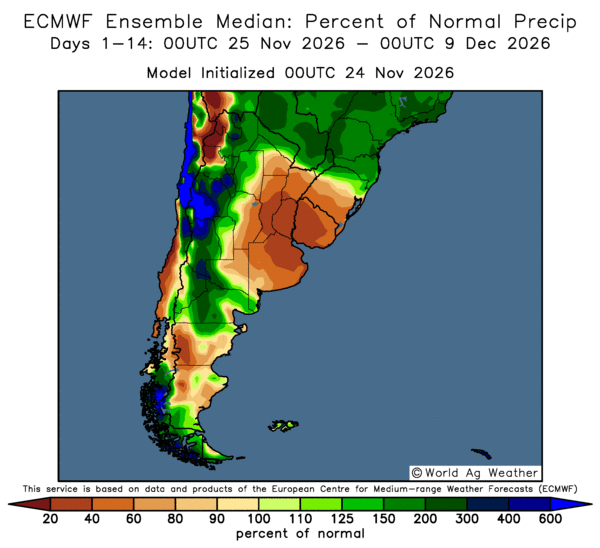 ECMWF Ensemble Median: Percent of Normal Precip
Days 1–14: 00UTC 25 Nov 2026 – 00UTC 9 Dec 2026
Model Initialized 00UTC 24 Nov 2026
©World Ag Weather
This service is based on data and products of the European Centre for Medium-range Weather Forecasts (ECMWF)
20 40 60 80 90 100 110 125 150 200 300 400 600
percent of normal